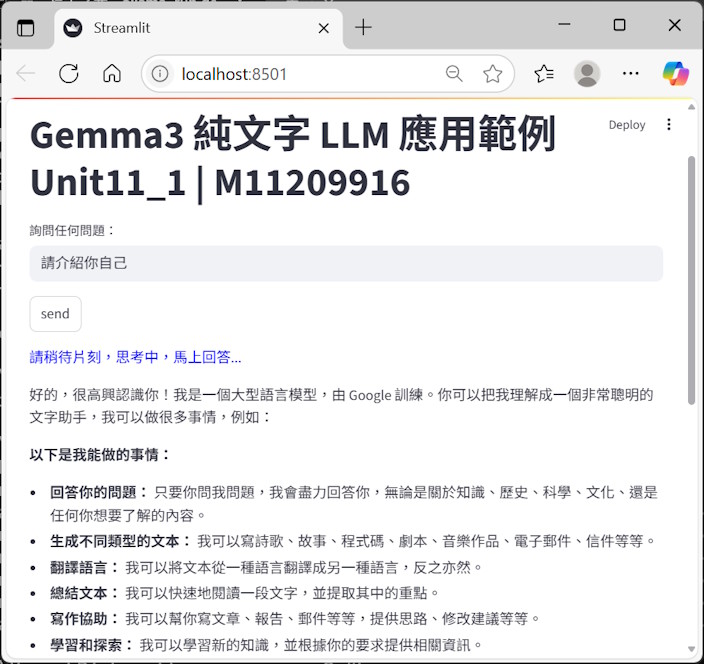 Streamlit
localhost:8501
Deploy
Gemma3 純文字 LLM 應用範例
Unit11_1 | M11209916
詢問任何問題：
請介紹你自己
send
請稍待片刻，思考中，馬上回答...
好的，很高興認識你！我是一個大型語言模型，由 Google 訓練。你可以把我理解成一個非常聰明的
文字助手，我可以做很多事情，例如：
以下是我能做的事情：
• 回答你的問題： 只要你問我問題，我會盡力回答你，無論是關於知識、歷史、科學、文化、還是
任何你想要了解的內容。
• 生成不同類型的文本： 我可以寫詩歌、故事、程式碼、劇本、音樂作品、電子郵件、信件等等。
• 翻譯語言： 我可以將文本從一種語言翻譯成另一種語言，反之亦然。
• 總結文本： 我可以快速地閱讀一段文字，並提取其中的重點。
• 寫作協助： 我可以幫你寫文章、報告、郵件等等，提供思路、修改建議等等。
• 學習和探索： 我可以學習新的知識，並根據你的要求提供相關資訊。